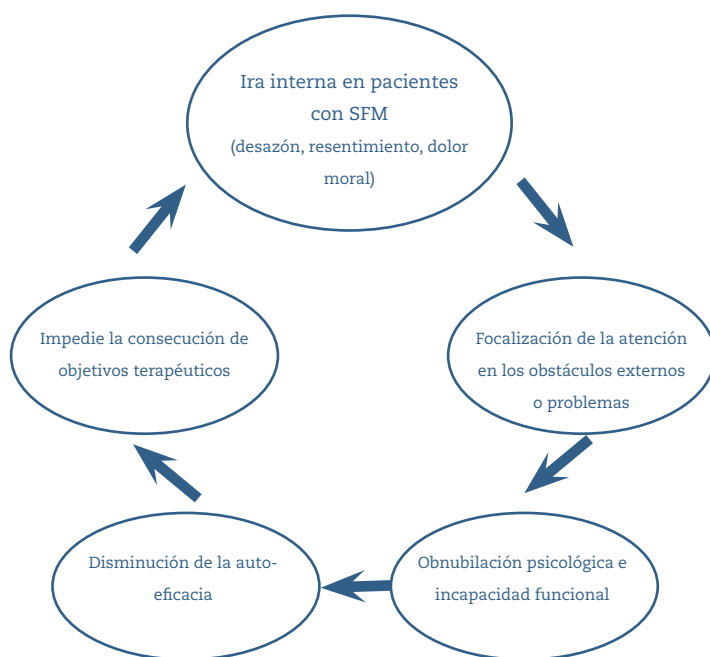 Ira interna en pacientes
con SFM
(desazón, resentimiento, dolor
moral)
Focalización de la atención
en los obstáculos externos
o problemas
Obnubilación psicológica e
incapacidad funcional
Disminución de la auto-
eficacia
Impedie la consecución de
objetivos terapéuticos